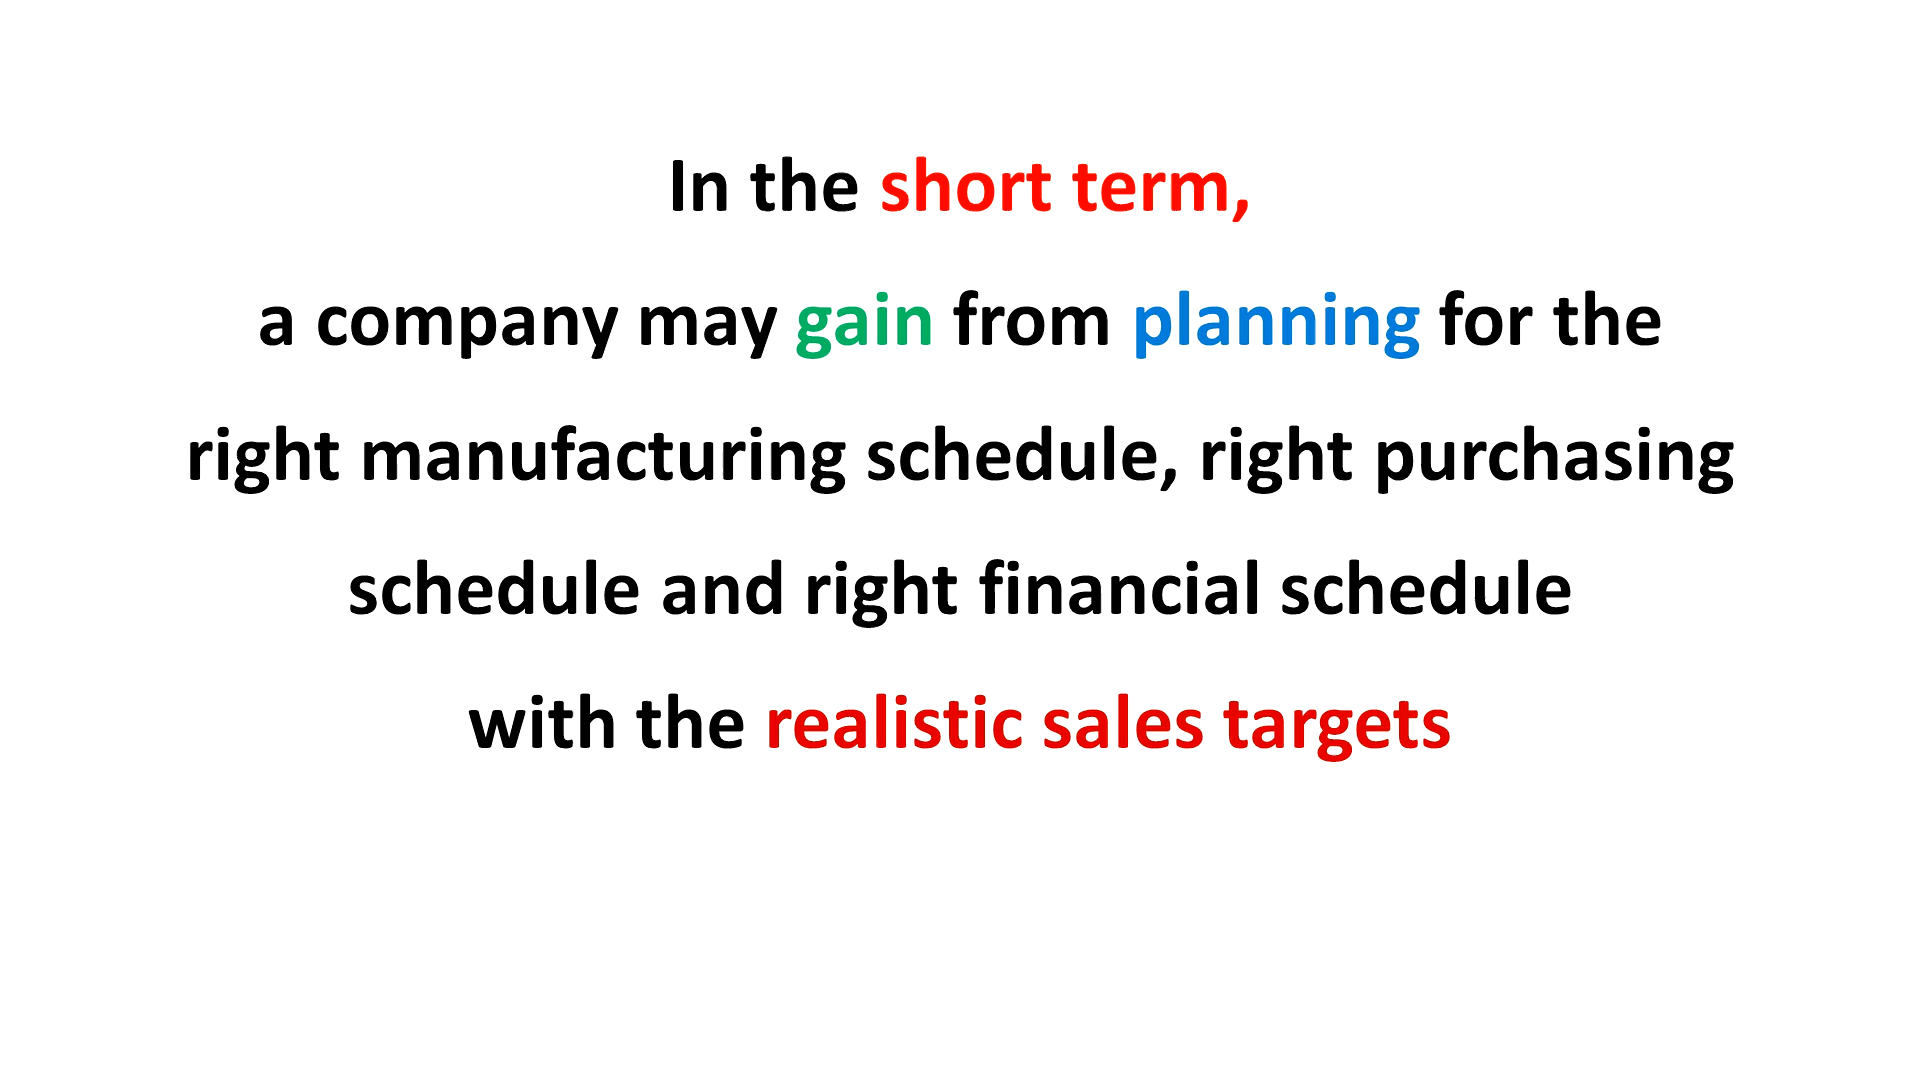 In the short term,
a company may gain from planning for the
right manufacturing schedule, right purchasing
schedule and right financial schedule
with the realistic sales targets